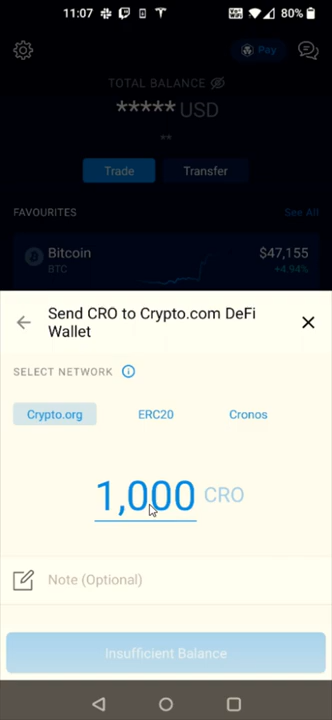 11:07
80%
Pay
TOTAL BALANCE
***** USD
**
Trade
Transfer
FAVOURITES
See All
Bitcoin
$47,155
BTC
+4.94%
Send CRO to Crypto.com DeFi
Wallet
SELECT NETWORK
Crypto.org
ERC20
Cronos
1,000 CRO
Note (Optional)
Insufficient Balance